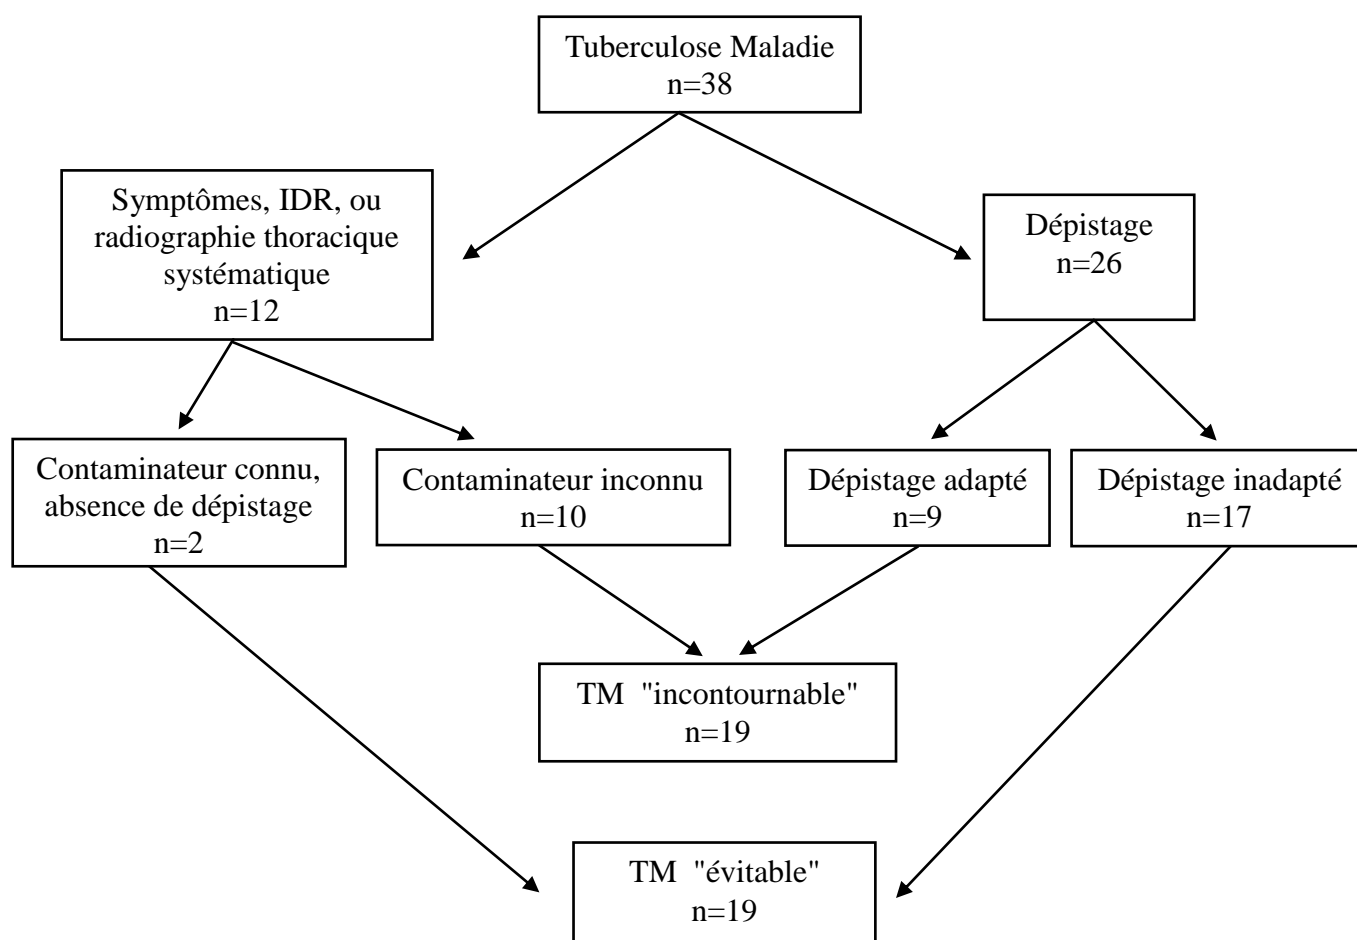 Tuberculose Maladie
n=38
Symptômes, IDR, ou
radiographie thoracique
systématique
n=12
Dépistage
n=26
Contaminateur connu,
absence de dépistage
n=2
Contaminateur inconnu
n=10
Dépistage adapté
n=9
Dépistage inadapté
n=17
TM "incontournable"
n=19
TM "évitable"
n=19